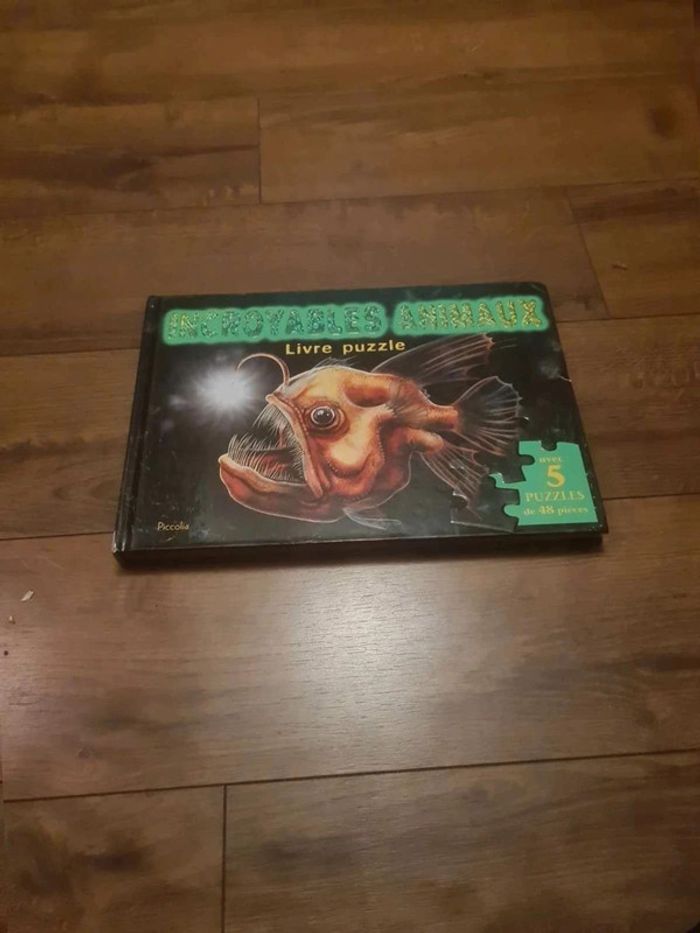 INCROYABLES ANIMAUX
Livre puzzle
avec
5
PUZZLES
de 48 pièces
Piccolia